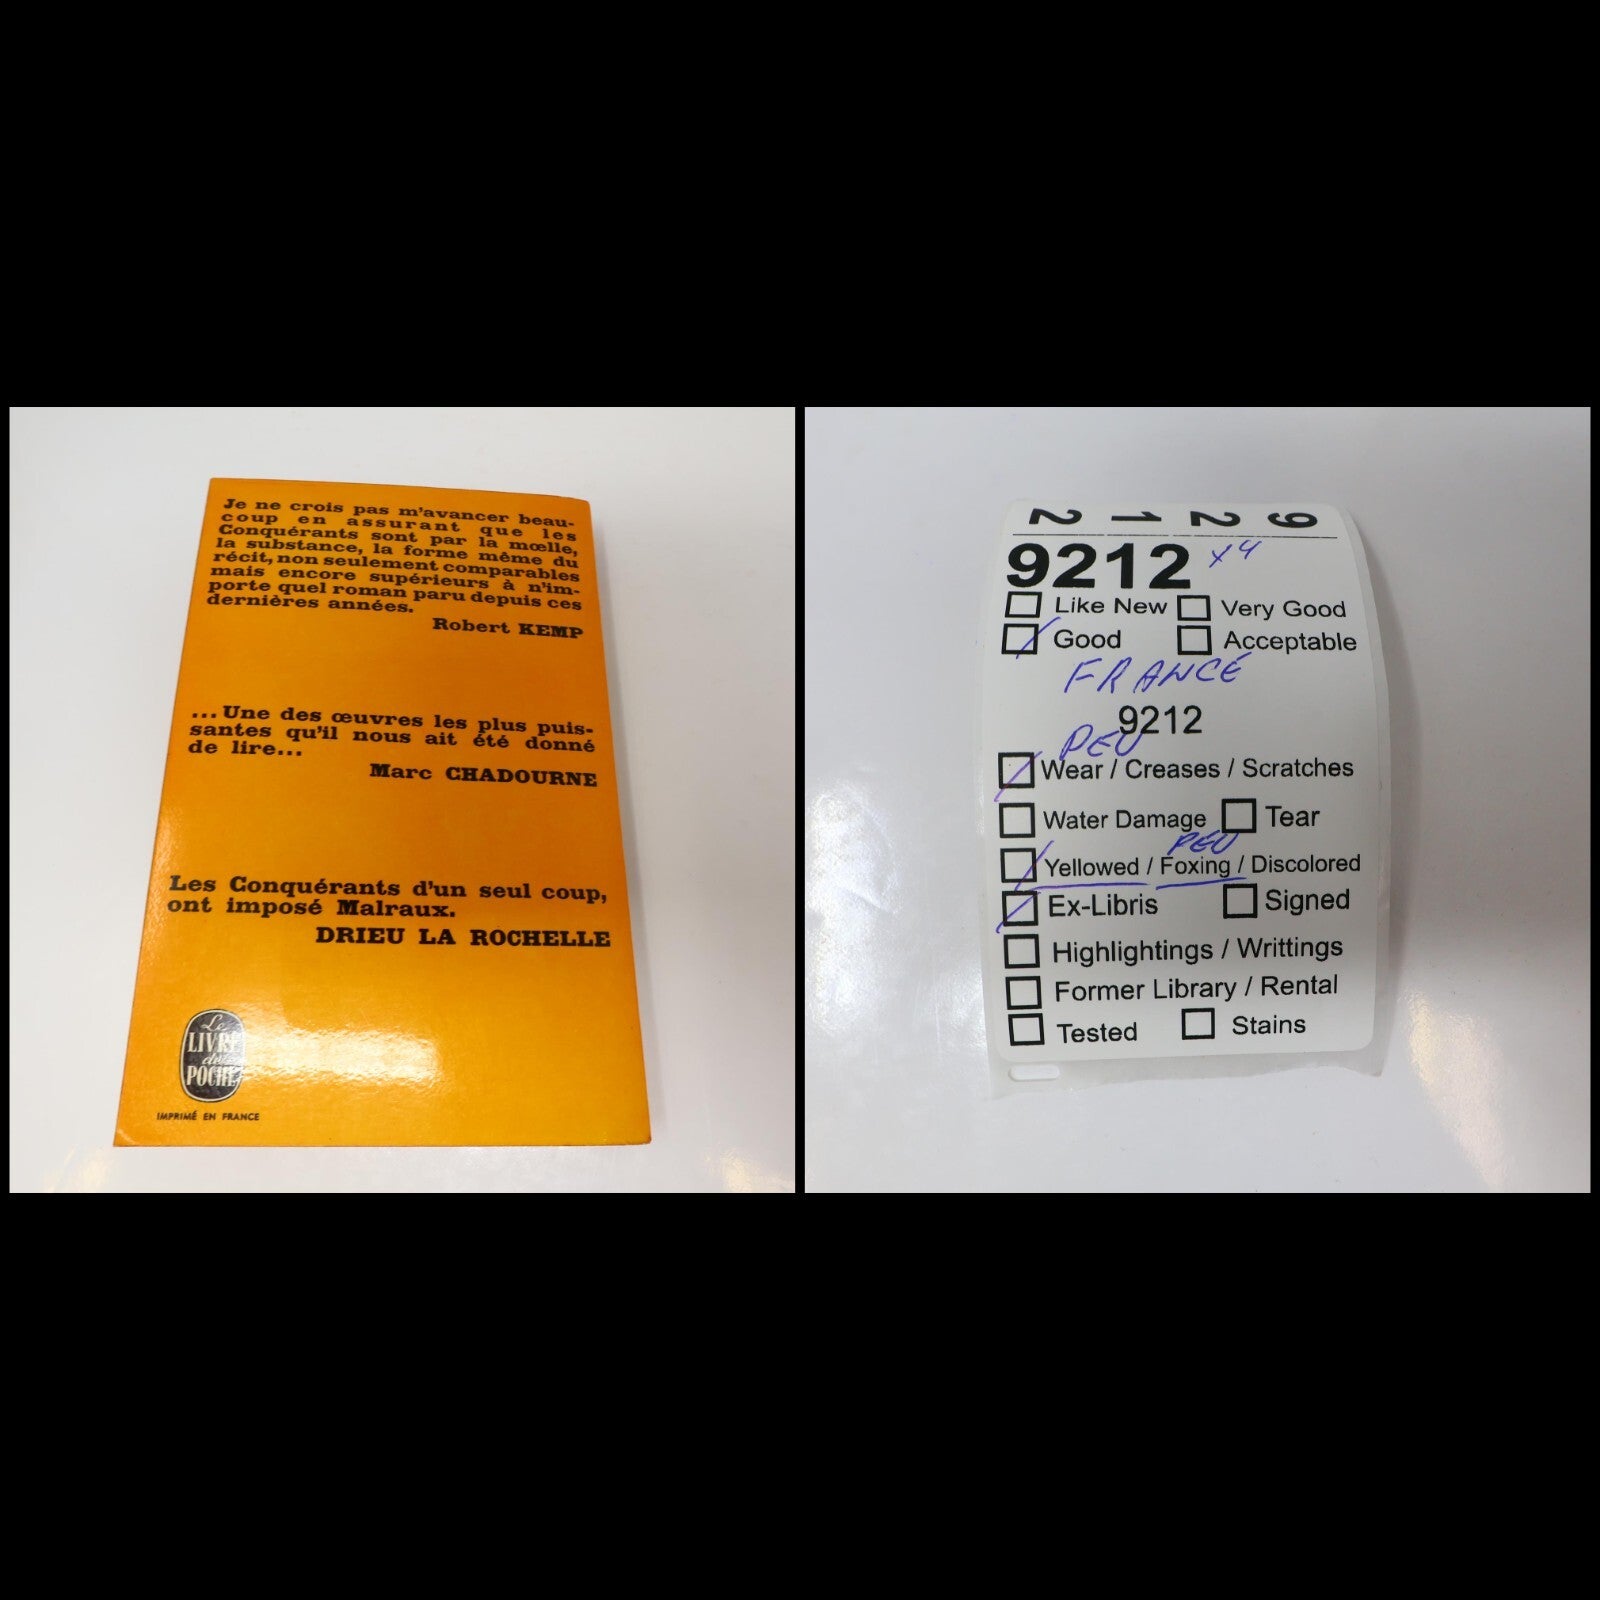 Je ne crois pas m'avancer beau-
coup en assurant que les
Conquérants sont par la mœlle,
la substance, la forme même du
récit, non seulement comparables
mais encore supérieurs à n'im-
porte quel roman paru depuis ces
dernières années.
Robert KEMP
...Une des œuvres les plus puis-
santes qu'il nous ait été donné
de lire...
Marc CHADOURNE
Les Conquérants d'un seul coup,
ont imposé Malraux.
DRIEU LA ROCHELLE
Le
LIVRE
de
POCHE
IMPRIMÉ EN FRANCE
9212
9212 x4
Like New Very Good
Good Acceptable
FRANCE
9212
PEU
Wear / Creases / Scratches
Water Damage Tear
PEU
Yellowed / Foxing / Discolored
Ex-Libris Signed
Highlightings / Writtings
Former Library / Rental
Tested Stains